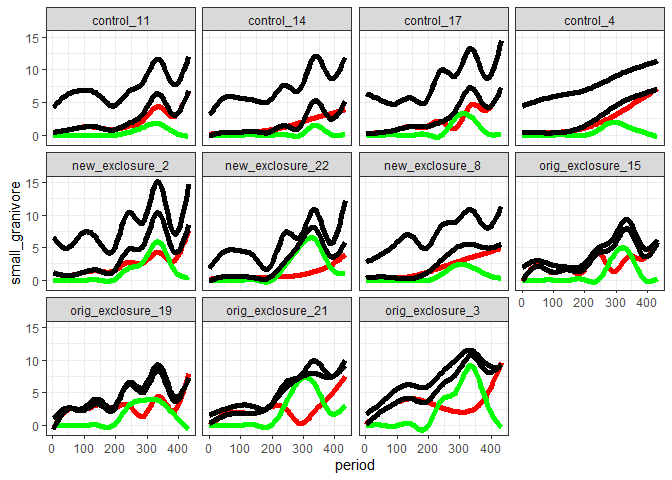 control_11 control_14 control_17 control_4
15
10
5
0
new_exclosure_2 new_exclosure_22 new_exclosure_8 orig_exclosure_15
15
10
5
0
0 100 200 300 400
orig_exclosure_19 orig_exclosure_21 orig_exclosure_3
15
10
5
0
0 100 200 300 400 0 100 200 300 400 0 100 200 300 400
small_granivore
period